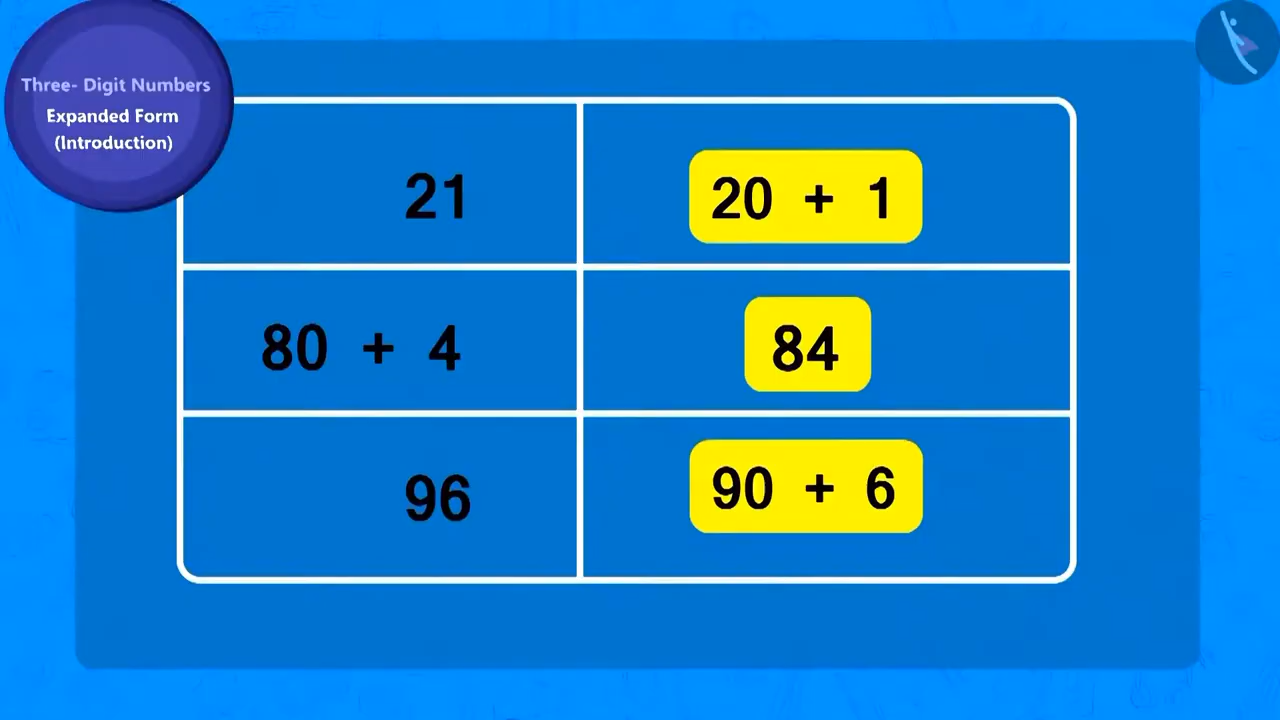 Three- Digit Numbers
Expanded Form
(Introduction)
21 20 + 1
80 + 4 84
96 90 + 6